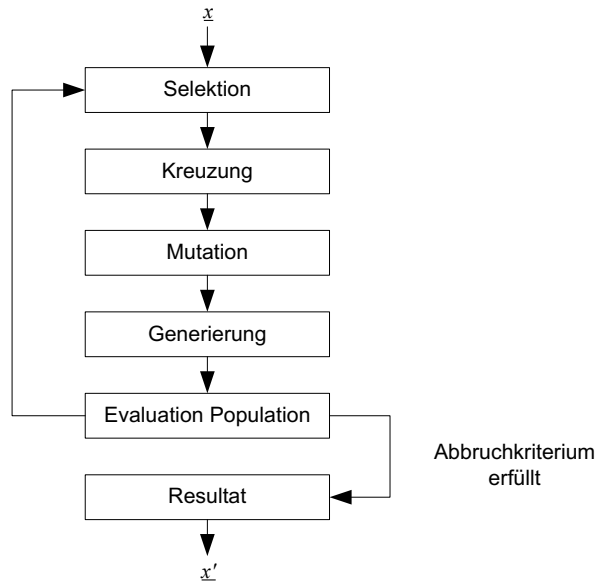 x
Selektion
Kreuzung
Mutation
Generierung
Evaluation Population
Abbruchkriterium
erfüllt
Resultat
x'